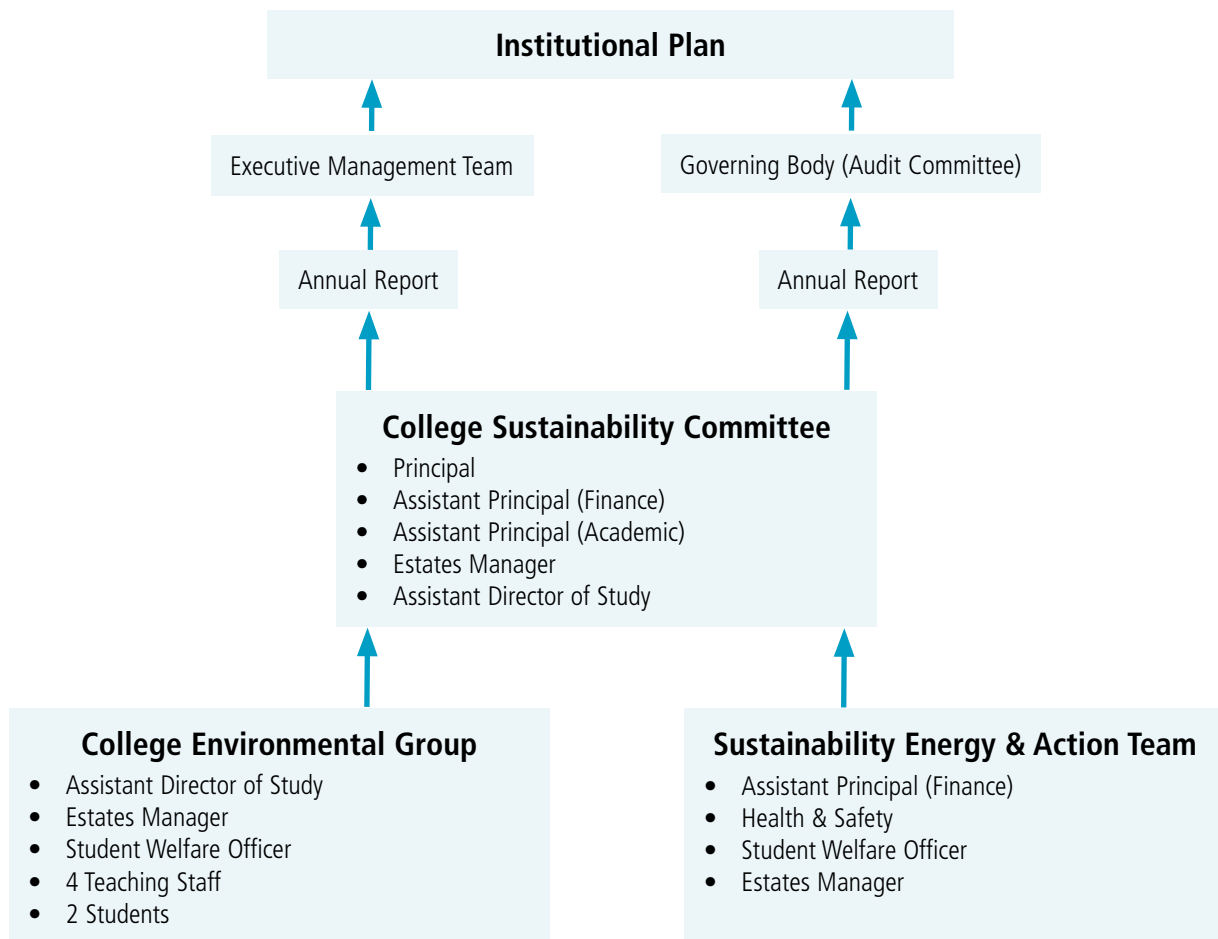 Institutional Plan
Executive Management Team
Governing Body (Audit Committee)
Annual Report
Annual Report
College Sustainability Committee
• Principal
• Assistant Principal (Finance)
• Assistant Principal (Academic)
• Estates Manager
• Assistant Director of Study
College Environmental Group
• Assistant Director of Study
• Estates Manager
• Student Welfare Officer
• 4 Teaching Staff
• 2 Students
Sustainability Energy & Action Team
• Assistant Principal (Finance)
• Health & Safety
• Student Welfare Officer
• Estates Manager